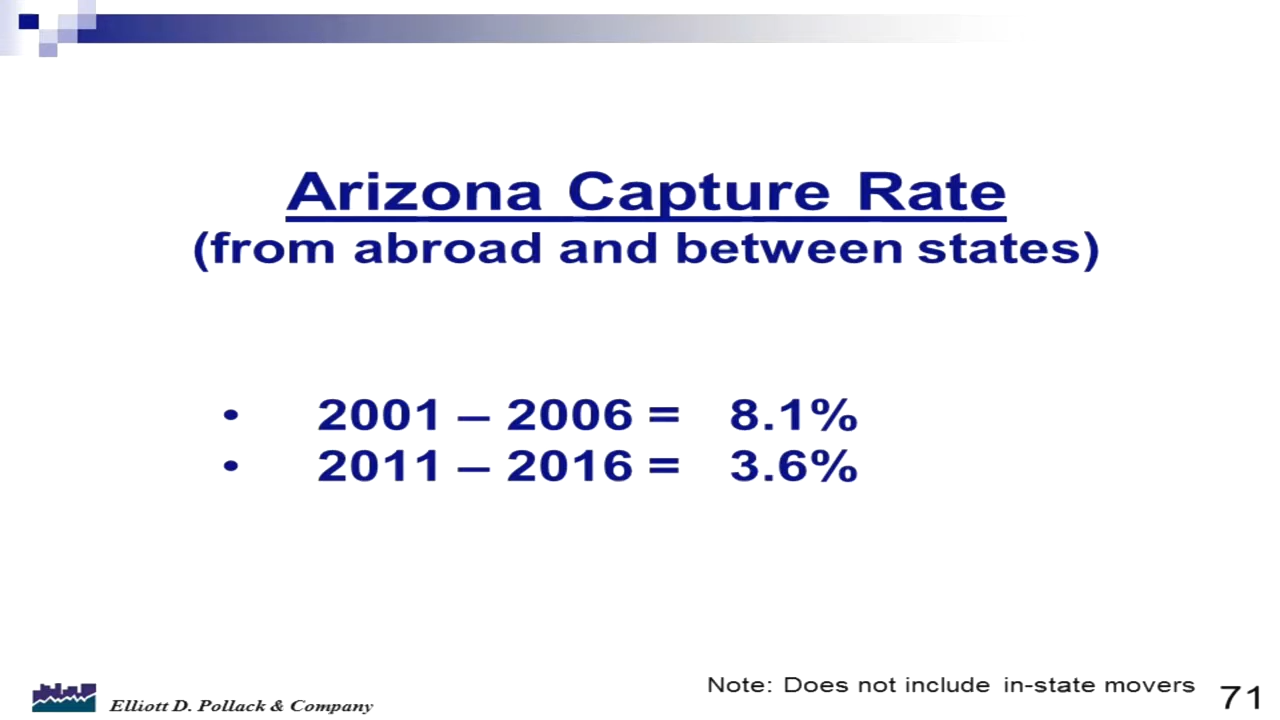 Arizona Capture Rate
(from abroad and between states)
• 2001 – 2006 = 8.1%
• 2011 – 2016 = 3.6%
Note: Does not include in-state movers
71
Elliott D. Pollack & Company